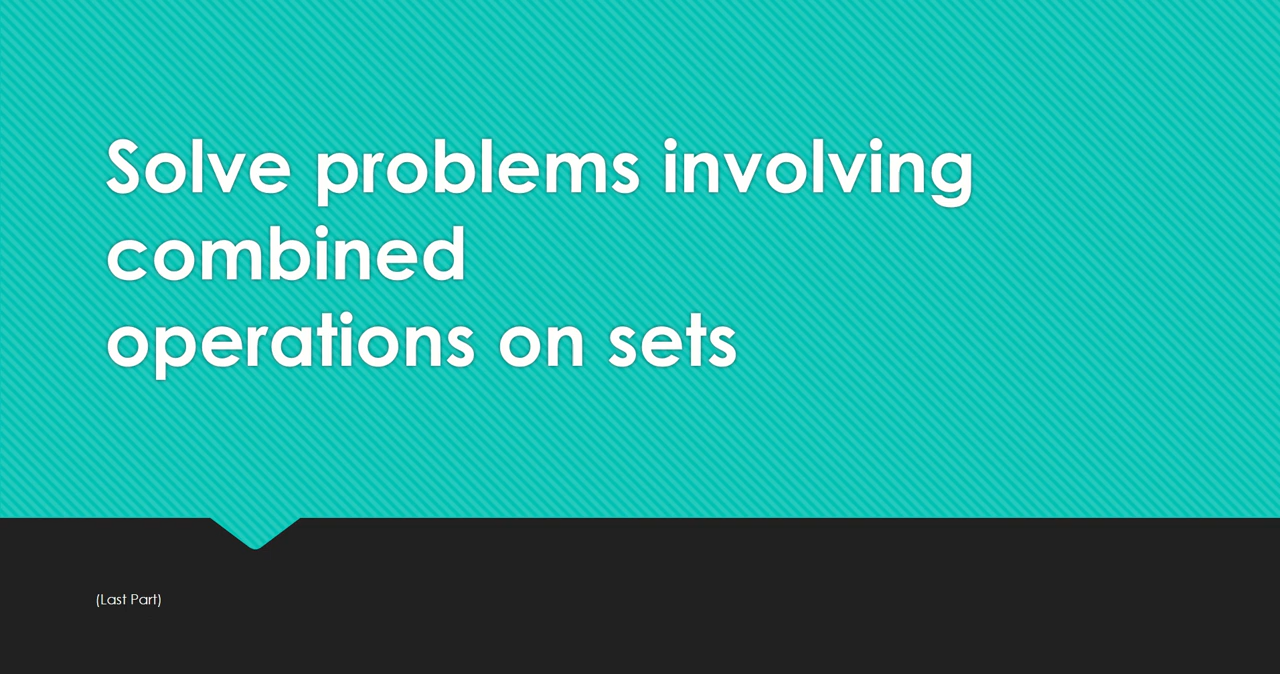 Solve problems involving
combined
operations on sets
(Last Part)